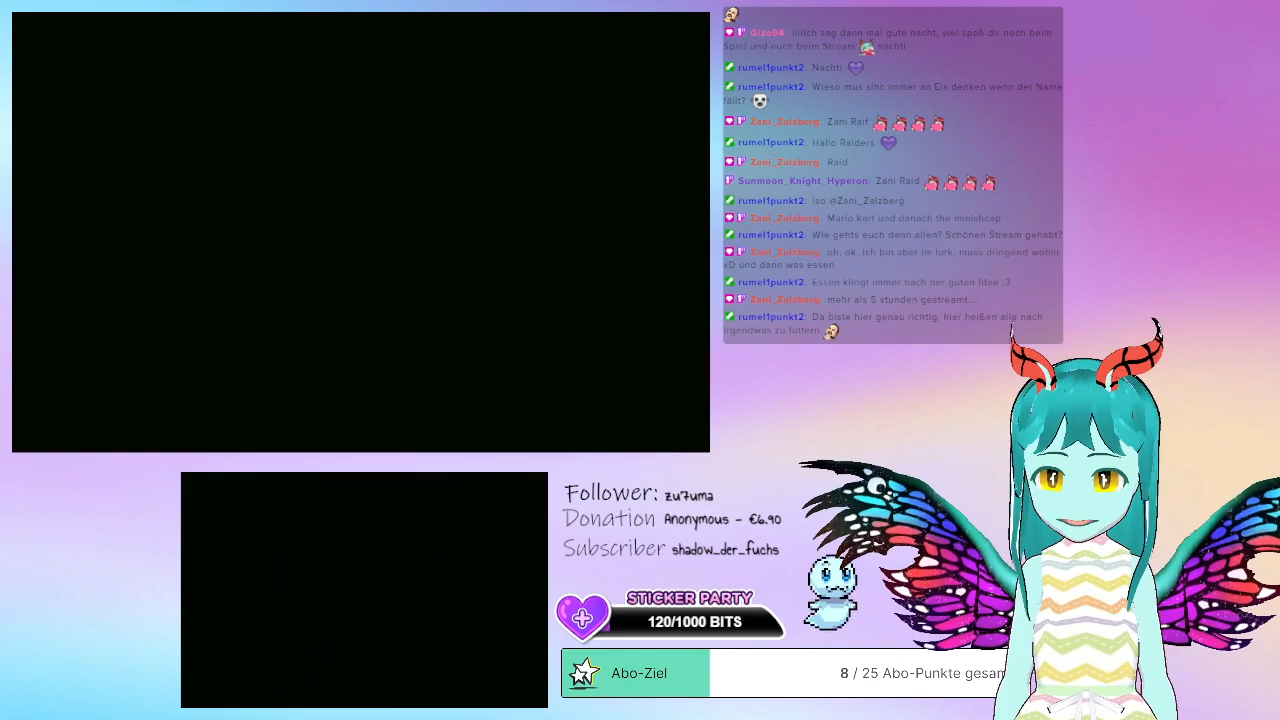 Gizo94 iiiiich sag dann mal gute nacht, viel spaß dir noch beim
Spiel und euch beim Stream nachti
rumel1punkt2: Nachti
rumel1punkt2: Wieso mus sihc immer an Eis denken wenn der Name
fällt?
Zani_Zalzberg: Zani Raif
rumel1punkt2: Hallo Raiders
Zani_Zalzberg: Raid
Sunmoon_Knight_Hyperon: Zani Raid
rumel1punkt2: !so @Zani_Zalzberg
Zani_Zalzberg: Mario kart und danach the minishcap
rumel1punkt2: Wie gehts euch denn allen? Schönen Stream gehabt?
Zani_Zalzberg: oh. ok. ich bin aber im lurk. muss dringend wohin
xD und dann was essen
rumel1punkt2: Essen klingt immer nach ner guten Idee :3
Zani_Zalzberg: mehr als 5 stunden gestreamt....
rumel1punkt2: Da biste hier genau richtig, hier heißen alle nach
irgendwas zu futtern
Follower: zu7uma
Donation Anonymous - €6.90
Subscriber shadow_der_fuchs
STICKER PARTY
120/1000 BITS
Abo-Ziel 8 / 25 Abo-Punkte gesam